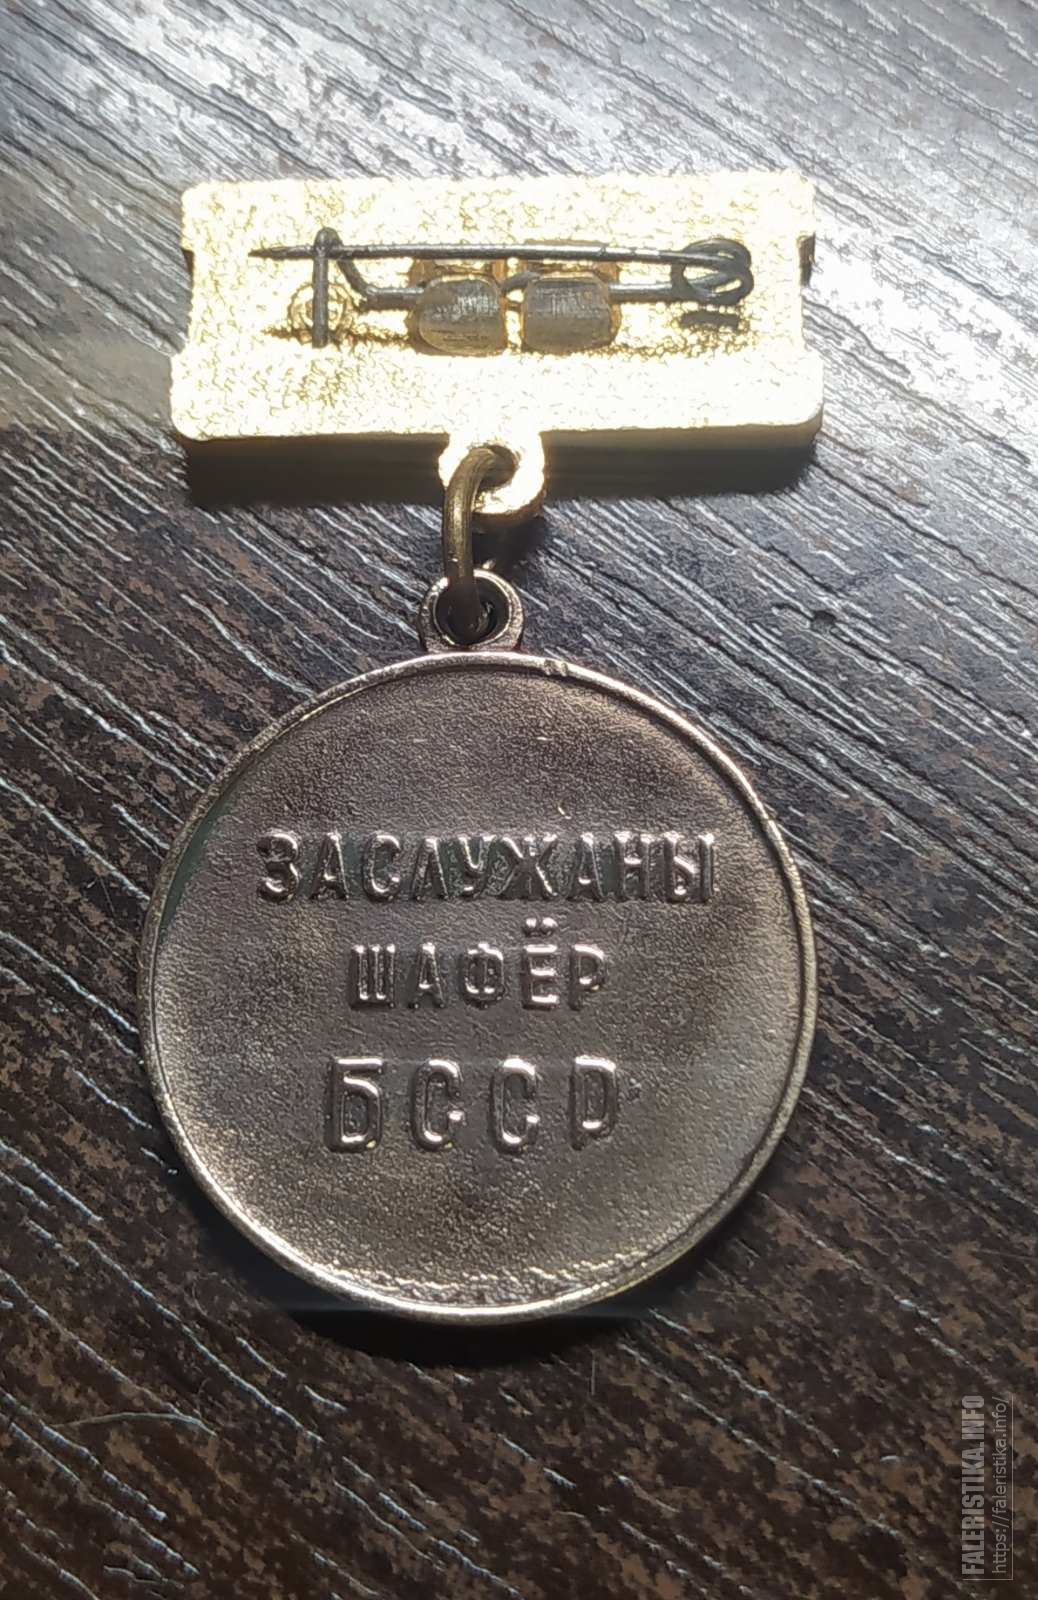 ЗАСЛУЖАНЫ
ШАФЁР
БССР
FALERISTIKA.INFO
https://faleristika.info/